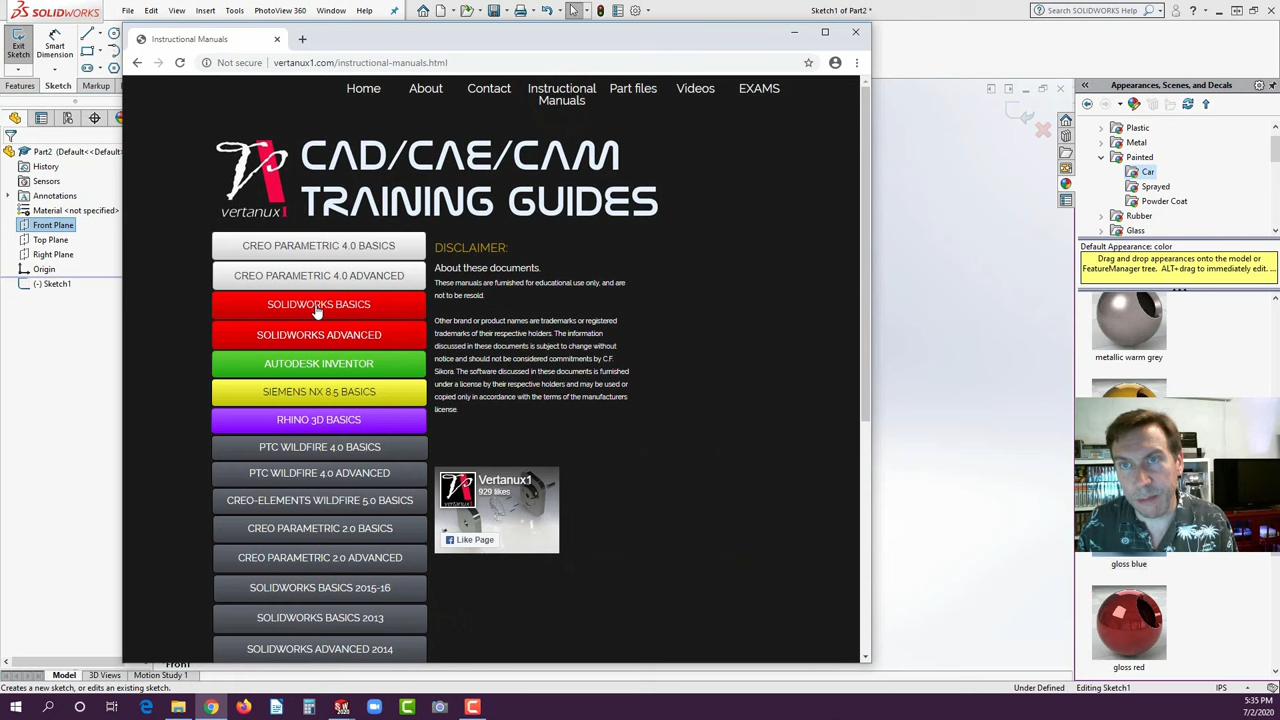 SOLIDWORKS File Edit View Insert Tools PhotoView 360 Window Help Sketch1 of Part2 * Search SOLIDWORKS Help
Exit Sketch
Smart Dimension
Features Sketch Markup
Instructional Manuals
Not secure vertanux1.com/instructional-manuals.html
Home About Contact Instructional Manuals Part files Videos EXAMS
CAD/CAE/CAM
TRAINING GUIDES
vertanux1
Part2 (Default<<Default>
History
Sensors
Annotations
Material <not specified>
Front Plane
Top Plane
Right Plane
Origin
(-) Sketch1
CREO PARAMETRIC 4.0 BASICS
CREO PARAMETRIC 4.0 ADVANCED
SOLIDWORKS BASICS
SOLIDWORKS ADVANCED
AUTODESK INVENTOR
SIEMENS NX 8.5 BASICS
RHINO 3D BASICS
PTC WILDFIRE 4.0 BASICS
PTC WILDFIRE 4.0 ADVANCED
CREO-ELEMENTS WILDFIRE 5.0 BASICS
CREO PARAMETRIC 2.0 BASICS
CREO PARAMETRIC 2.0 ADVANCED
SOLIDWORKS BASICS 2015-16
SOLIDWORKS BASICS 2013
SOLIDWORKS ADVANCED 2014
DISCLAIMER:
About these documents.
These manuals are furnished for educational use only, and are
not to be resold.
Other brand or product names are trademarks or registered
trademarks of their respective holders. The information
discussed in these documents is subject to change without
notice and should not be considered commitments by C.F.
Sikora. The software discussed in these documents is furnished
under a license by their respective holders and may be used or
copied only in accordance with the terms of the manufacturers
license.
Vertanux1
929 likes
vertanux1
Like Page
Appearances, Scenes, and Decals
Plastic
Metal
Painted
Car
Sprayed
Powder Coat
Rubber
Glass
Default Appearance: color
Drag and drop appearances onto the model or
FeatureManager tree. ALT+drag to immediately edit. ...
metallic warm grey
gloss blue
gloss red
Model 3D Views Motion Study 1
Creates a new sketch, or edits an existing sketch. Under Defined Editing Sketch1 IPS
5:35 PM
7/2/2020